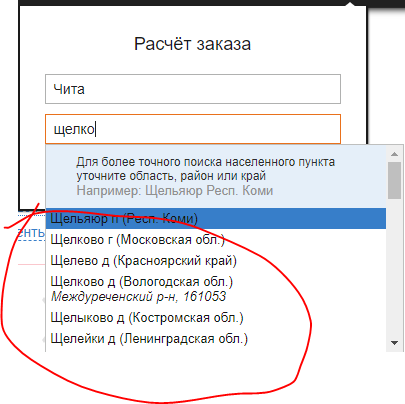 Расчёт заказа
Чита
щелко
Для более точного поиска населенного пункта
уточните область, район или край
Например: Щельяюр Респ. Коми
Щельяюр п (Респ. Коми)
енть
Щелково г (Московская обл.)
Щелево д (Красноярский край)
Щелково д (Вологодская обл.)
Междуреченский р-н, 161053
Щелыково д (Костромская обл.)
Щелейки д (Ленинградская обл.)